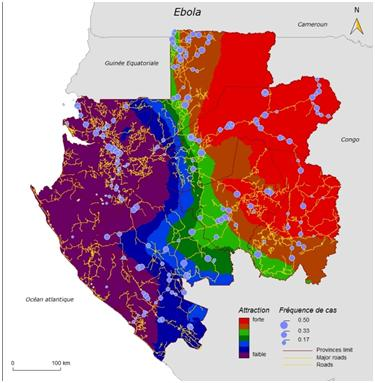 Ebola
N
Cameroun
Guinée Equatoriale
Congo
Océan atlantique
Attraction
forte
faible
Fréquence de cas
0.50
0.33
0.17
Provinces limit
Major roads
Roads
0 100 km